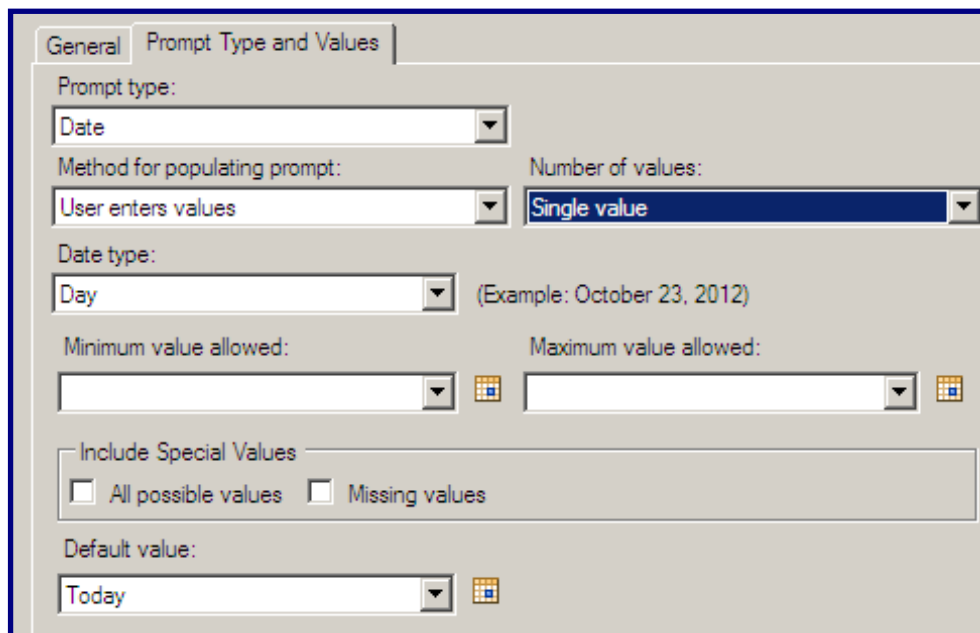 General Prompt Type and Values
Prompt type:
Date
Method for populating prompt: Number of values:
User enters values Single value
Date type:
Day (Example: October 23, 2012)
Minimum value allowed: Maximum value allowed:
Include Special Values
All possible values Missing values
Default value:
Today